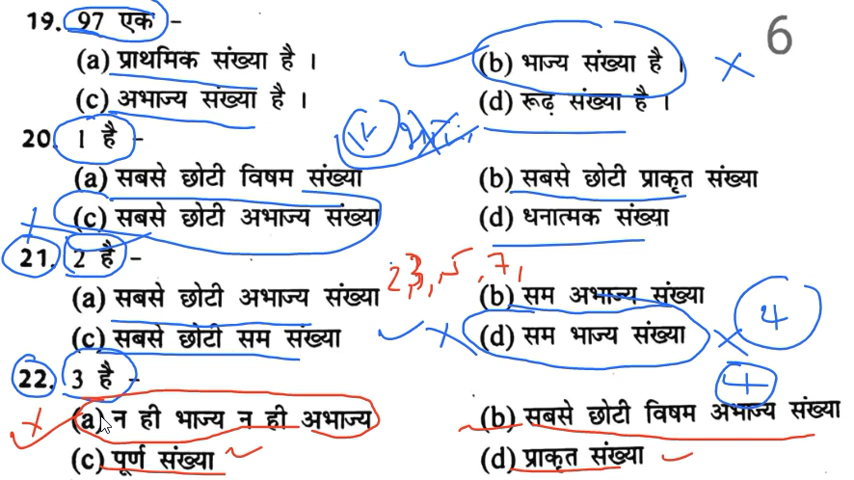 6
19. 97 एक -
(a) प्राथमिक संख्या है । (b) भाज्य संख्या है ।
(c) अभाज्य संख्या है । (d) रूढ़ संख्या है ।
20. 1 है -
(a) सबसे छोटी विषम संख्या (b) सबसे छोटी प्राकृत संख्या
(c) सबसे छोटी अभाज्य संख्या (d) धनात्मक संख्या
21. 2 है -
2, 3, 5, 7,
(a) सबसे छोटी अभाज्य संख्या (b) सम अभाज्य संख्या
(c) सबसे छोटी सम संख्या (d) सम भाज्य संख्या 4
22. 3 है -
(a) न ही भाज्य न ही अभाज्य (b) सबसे छोटी विषम अभाज्य संख्या
(c) पूर्ण संख्या (d) प्राकृत संख्या